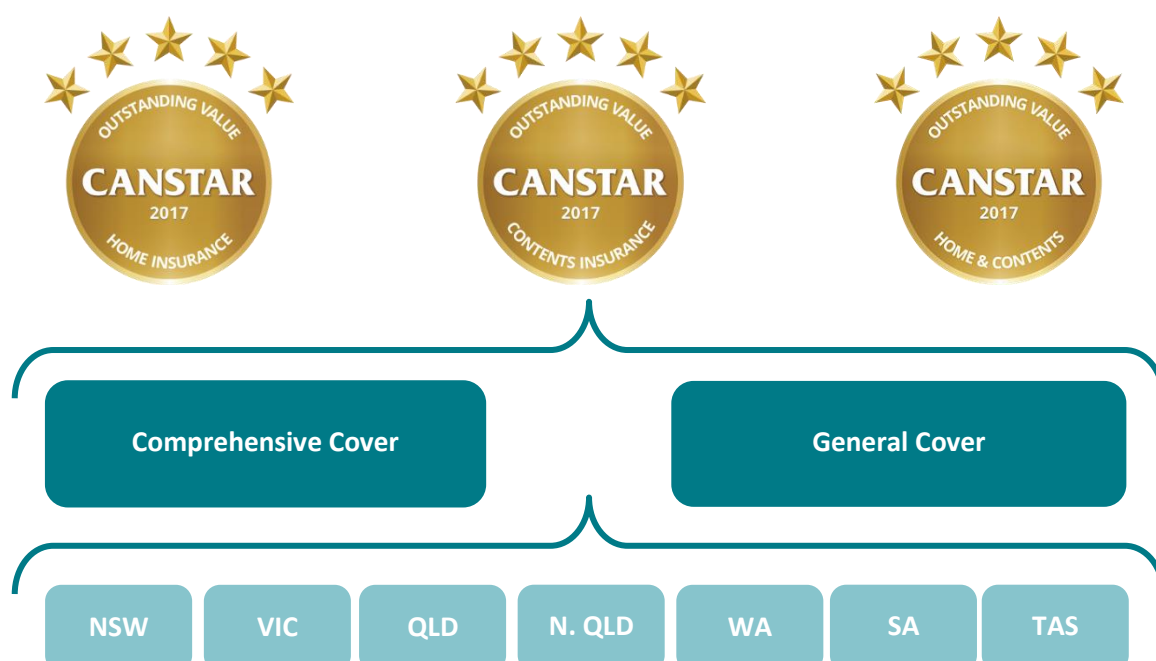 OUTSTANDING VALUE
CANSTAR
2017
HOME INSURANCE
OUTSTANDING VALUE
CANSTAR
2017
CONTENTS INSURANCE
OUTSTANDING VALUE
CANSTAR
2017
HOME & CONTENTS
Comprehensive Cover
General Cover
NSW
VIC
QLD
N. QLD
WA
SA
TAS